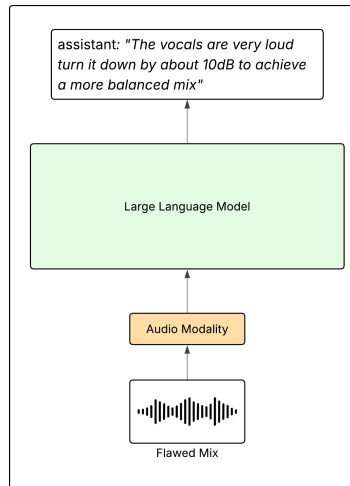 assistant: "The vocals are very loud
turn it down by about 10dB to achieve
a more balanced mix"
Large Language Model
Audio Modality
Flawed Mix